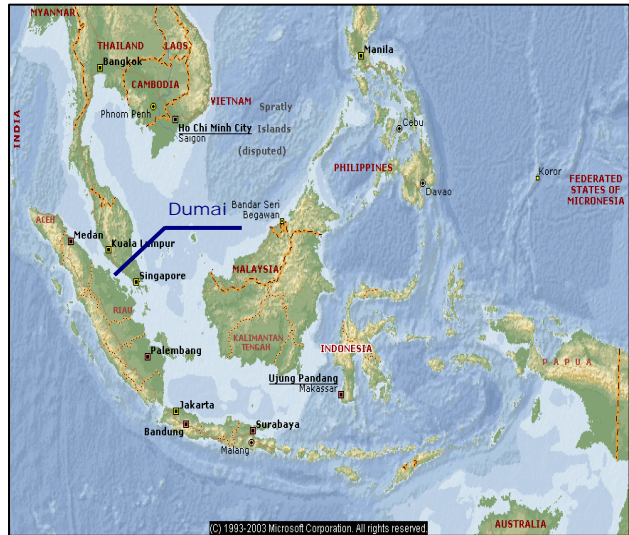 MYANMAR
THAILAND
LAOS
Bangkok
CAMBODIA
Phnom Penh
VIETNAM
Ho Chi Minh City
Saigon
Spratly
Islands
(disputed)
Manila
Cebu
PHILIPPINES
Davao
Koror
FEDERATED
STATES OF
MICRONESIA
INDIA
Dumai
Bandar Seri
Begawan
ACEH
Medan
Kuala Lumpur
Singapore
MALAYSIA
RIAU
KALIMANTAN
TENGAH
INDONESIA
PAPUA
Palembang
Ujung Pandang
Makassar
Jakarta
Bandung
Surabaya
Malang
AUSTRALIA
(C) 1993-2003 Microsoft Corporation. All rights reserved.